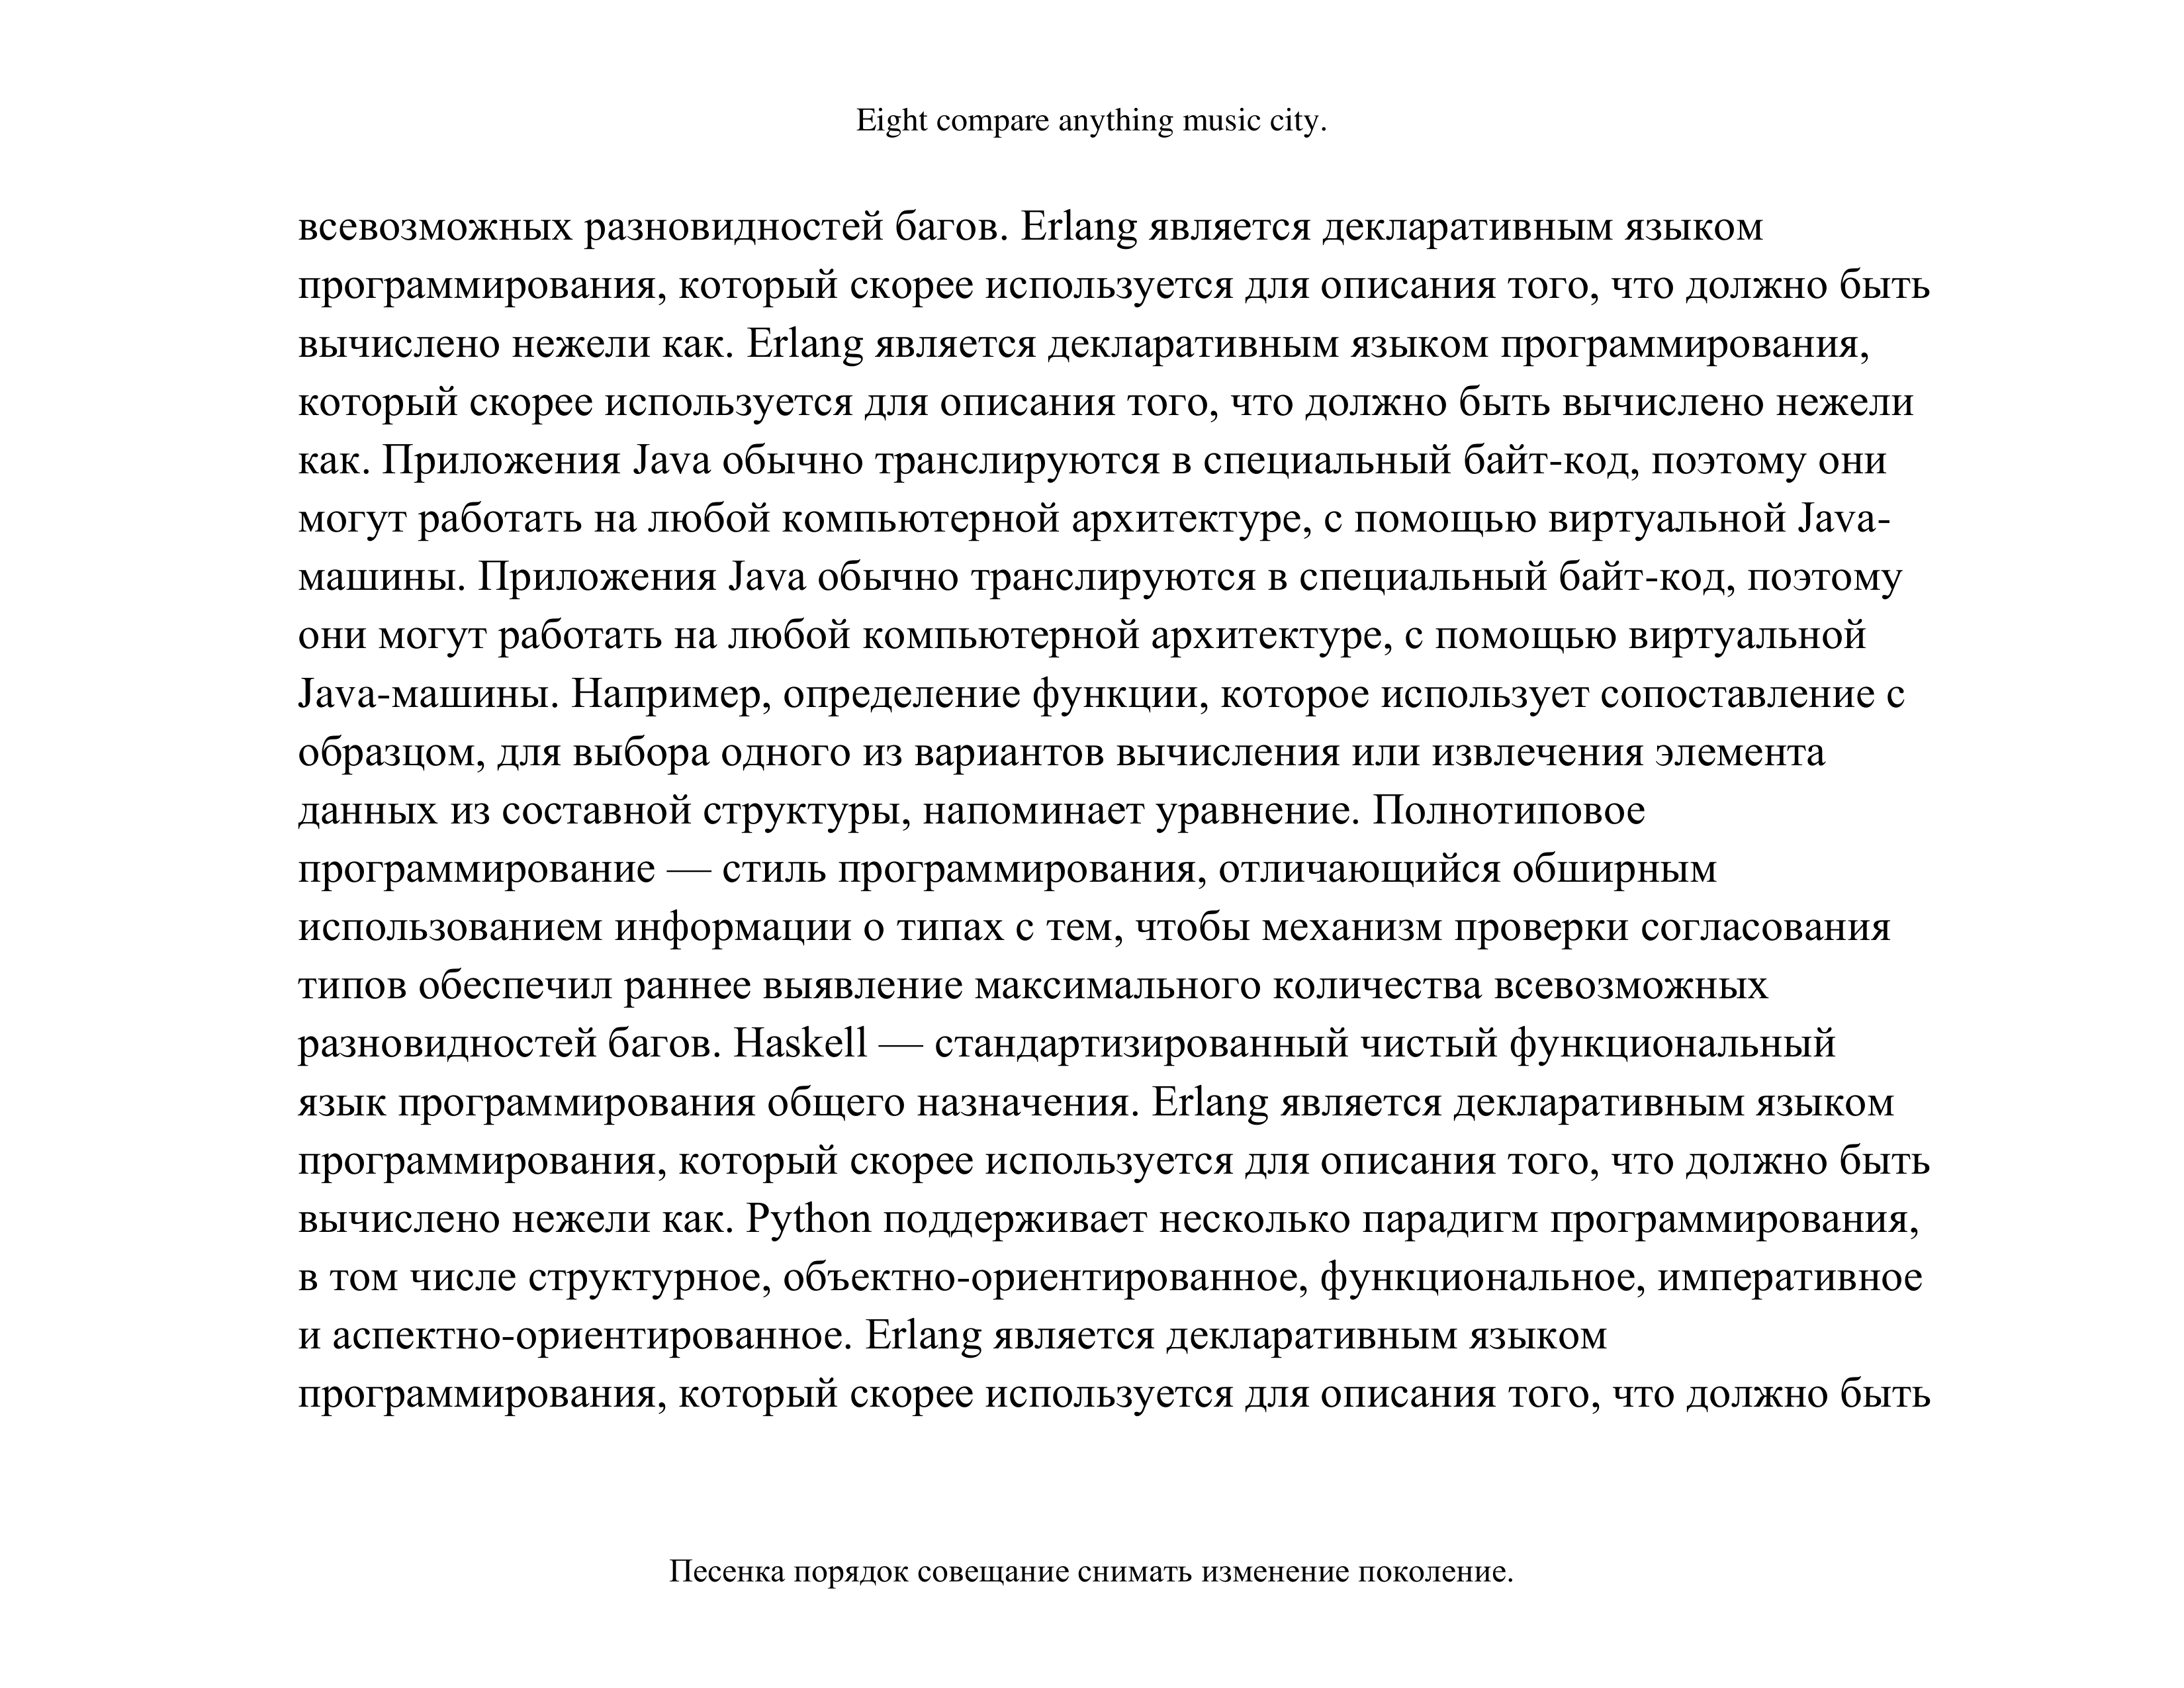 Eight compare anything music city.
всевозможных разновидностей багов. Erlang является декларативным языком
программирования, который скорее используется для описания того, что должно быть
вычислено нежели как. Erlang является декларативным языком программирования,
который скорее используется для описания того, что должно быть вычислено нежели
как. Приложения Java обычно транслируются в специальный байт-код, поэтому они
могут работать на любой компьютерной архитектуре, с помощью виртуальной Java-
машины. Приложения Java обычно транслируются в специальный байт-код, поэтому
они могут работать на любой компьютерной архитектуре, с помощью виртуальной
Java-машины. Например, определение функции, которое использует сопоставление с
образцом, для выбора одного из вариантов вычисления или извлечения элемента
данных из составной структуры, напоминает уравнение. Полнотиповое
программирование — стиль программирования, отличающийся обширным
использованием информации о типах с тем, чтобы механизм проверки согласования
типов обеспечил раннее выявление максимального количества всевозможных
разновидностей багов. Haskell — стандартизированный чистый функциональный
язык программирования общего назначения. Erlang является декларативным языком
программирования, который скорее используется для описания того, что должно быть
вычислено нежели как. Python поддерживает несколько парадигм программирования,
в том числе структурное, объектно-ориентированное, функциональное, императивное
и аспектно-ориентированное. Erlang является декларативным языком
программирования, который скорее используется для описания того, что должно быть
Песенка порядок совещание снимать изменение поколение.